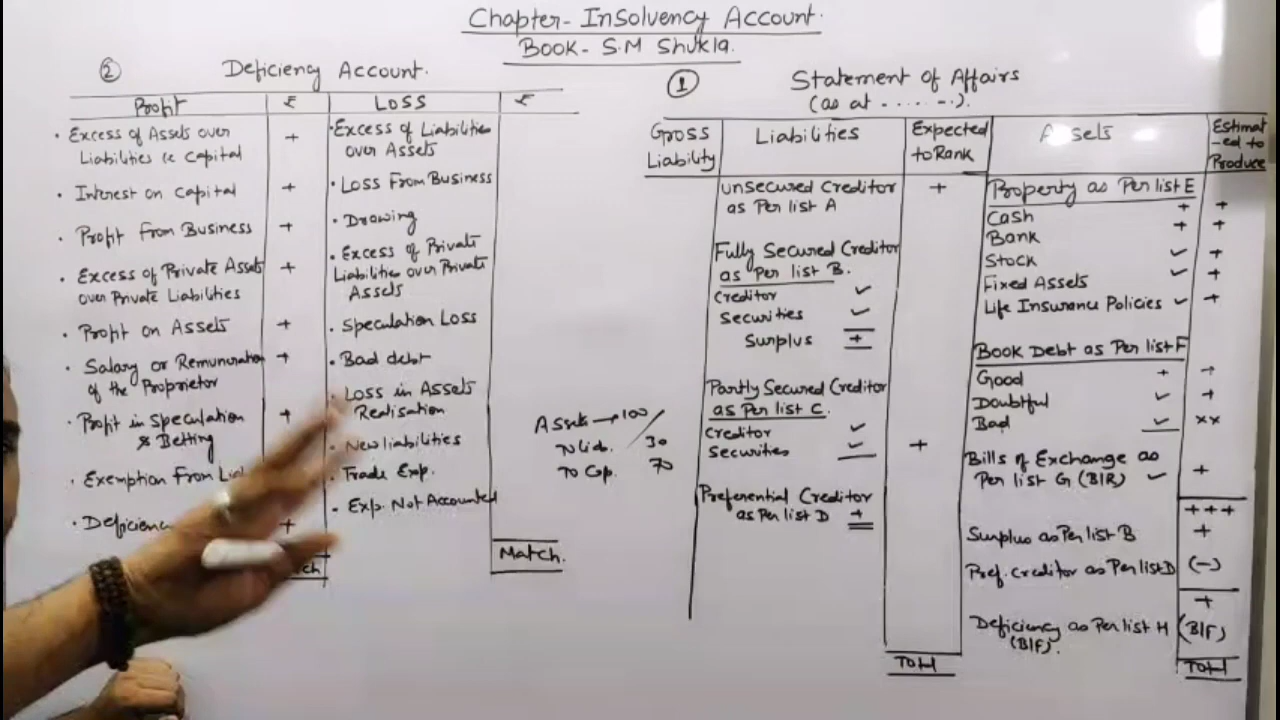 Chapter- Insolvency Account.
Book- S.M Shukla.
② Deficiency Account.
Profit ₹ Loss ₹
• Excess of Assets over +
Liabilities ie Capital
• Interest on Capital +
• Profit From Business +
• Excess of Private Assets +
over Private Liabilities
• Profit on Assets +
• Salary or Remuneration +
of the Proprietor
• Profit in Speculation +
& Betting
• Exemption From
• Deficiency +
• Excess of Liabilities
over Assets
• Loss From Business
• Drawing
• Excess of Private
Liabilities over Private
Assets
• Speculation Loss
• Bad debt
• Loss in Assets
Realisation
• New liabilities
• Trade Exp.
• Exp. Not Accounted
Match.
Assets → 100
To Liab. 30
To Cap. 70
① Statement of Affairs
(as at ......).
Gross Liabilities Expected Assets Estimat
Liability to Rank -ed to
Produce
Unsecured Creditor +
as Per list A
Fully Secured Creditor
as Per list B.
Creditor ✓
Securities ✓
Surplus +
Partly Secured Creditor
as Per list C.
Creditor ✓
Securities ✓ +
Preferential Creditor
as Per list D +
Total
Property as Per list E
Cash + +
Bank + +
Stock ✓ +
Fixed Assets ✓ +
Life Insurance Policies ✓ +
Book Debt as Per list F
Good + +
Doubtful ✓ +
Bad ✓ ××
Bills of Exchange as
Per list G (B/R) ✓ +
+++
Surplus as Per list B +
Pref. Creditor as Per list D (-)
+
Deficiency as Per list H (B/F)
(B/F).
Total